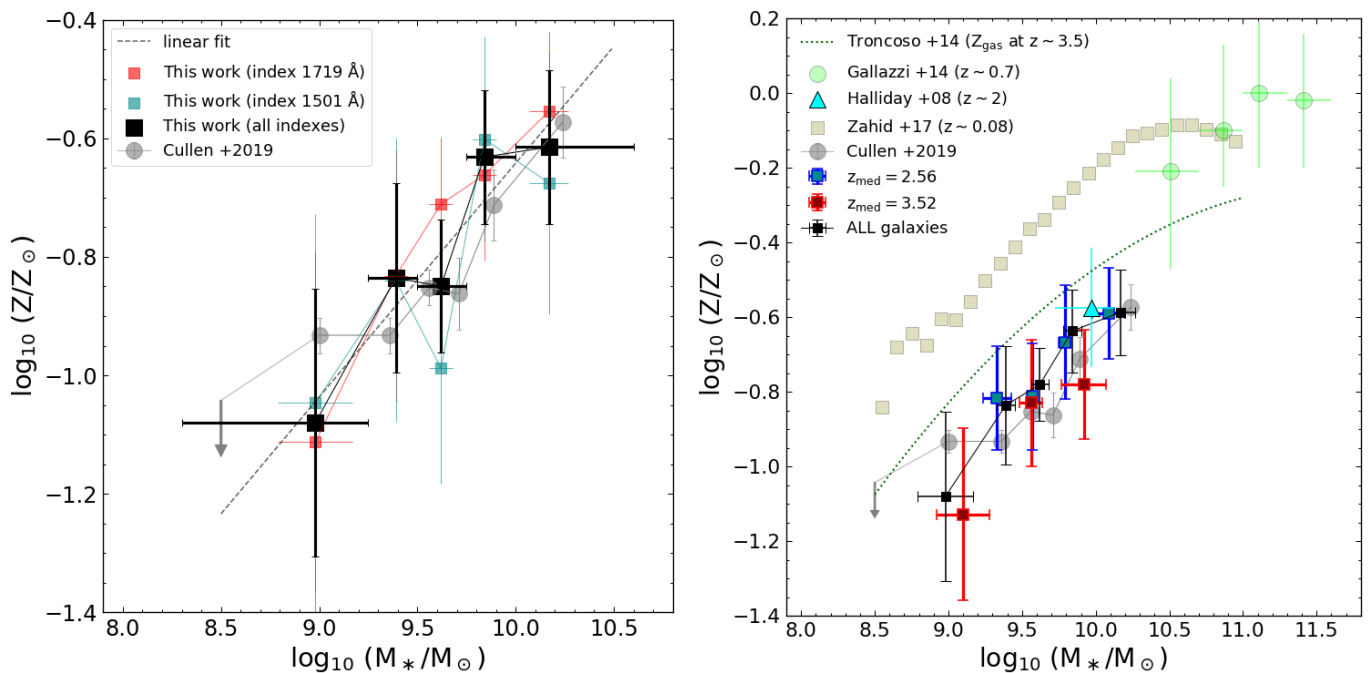 −0.4
−0.6
−0.8
−1.0
−1.2
−1.4
log₁₀ (Z/Z⊙)
linear fit
This work (index 1719 Å)
This work (index 1501 Å)
This work (all indexes)
Cullen +2019
8.0 8.5 9.0 9.5 10.0 10.5
log₁₀ (M∗/M⊙)
0.2
0.0
−0.2
−0.4
−0.6
−0.8
−1.0
−1.2
−1.4
log₁₀ (Z/Z⊙)
Troncoso +14 (Z_gas at z ∼ 3.5)
Gallazzi +14 (z ∼ 0.7)
Halliday +08 (z ∼ 2)
Zahid +17 (z ∼ 0.08)
Cullen +2019
z_med = 2.56
z_med = 3.52
ALL galaxies
8.0 8.5 9.0 9.5 10.0 10.5 11.0 11.5
log₁₀ (M∗/M⊙)